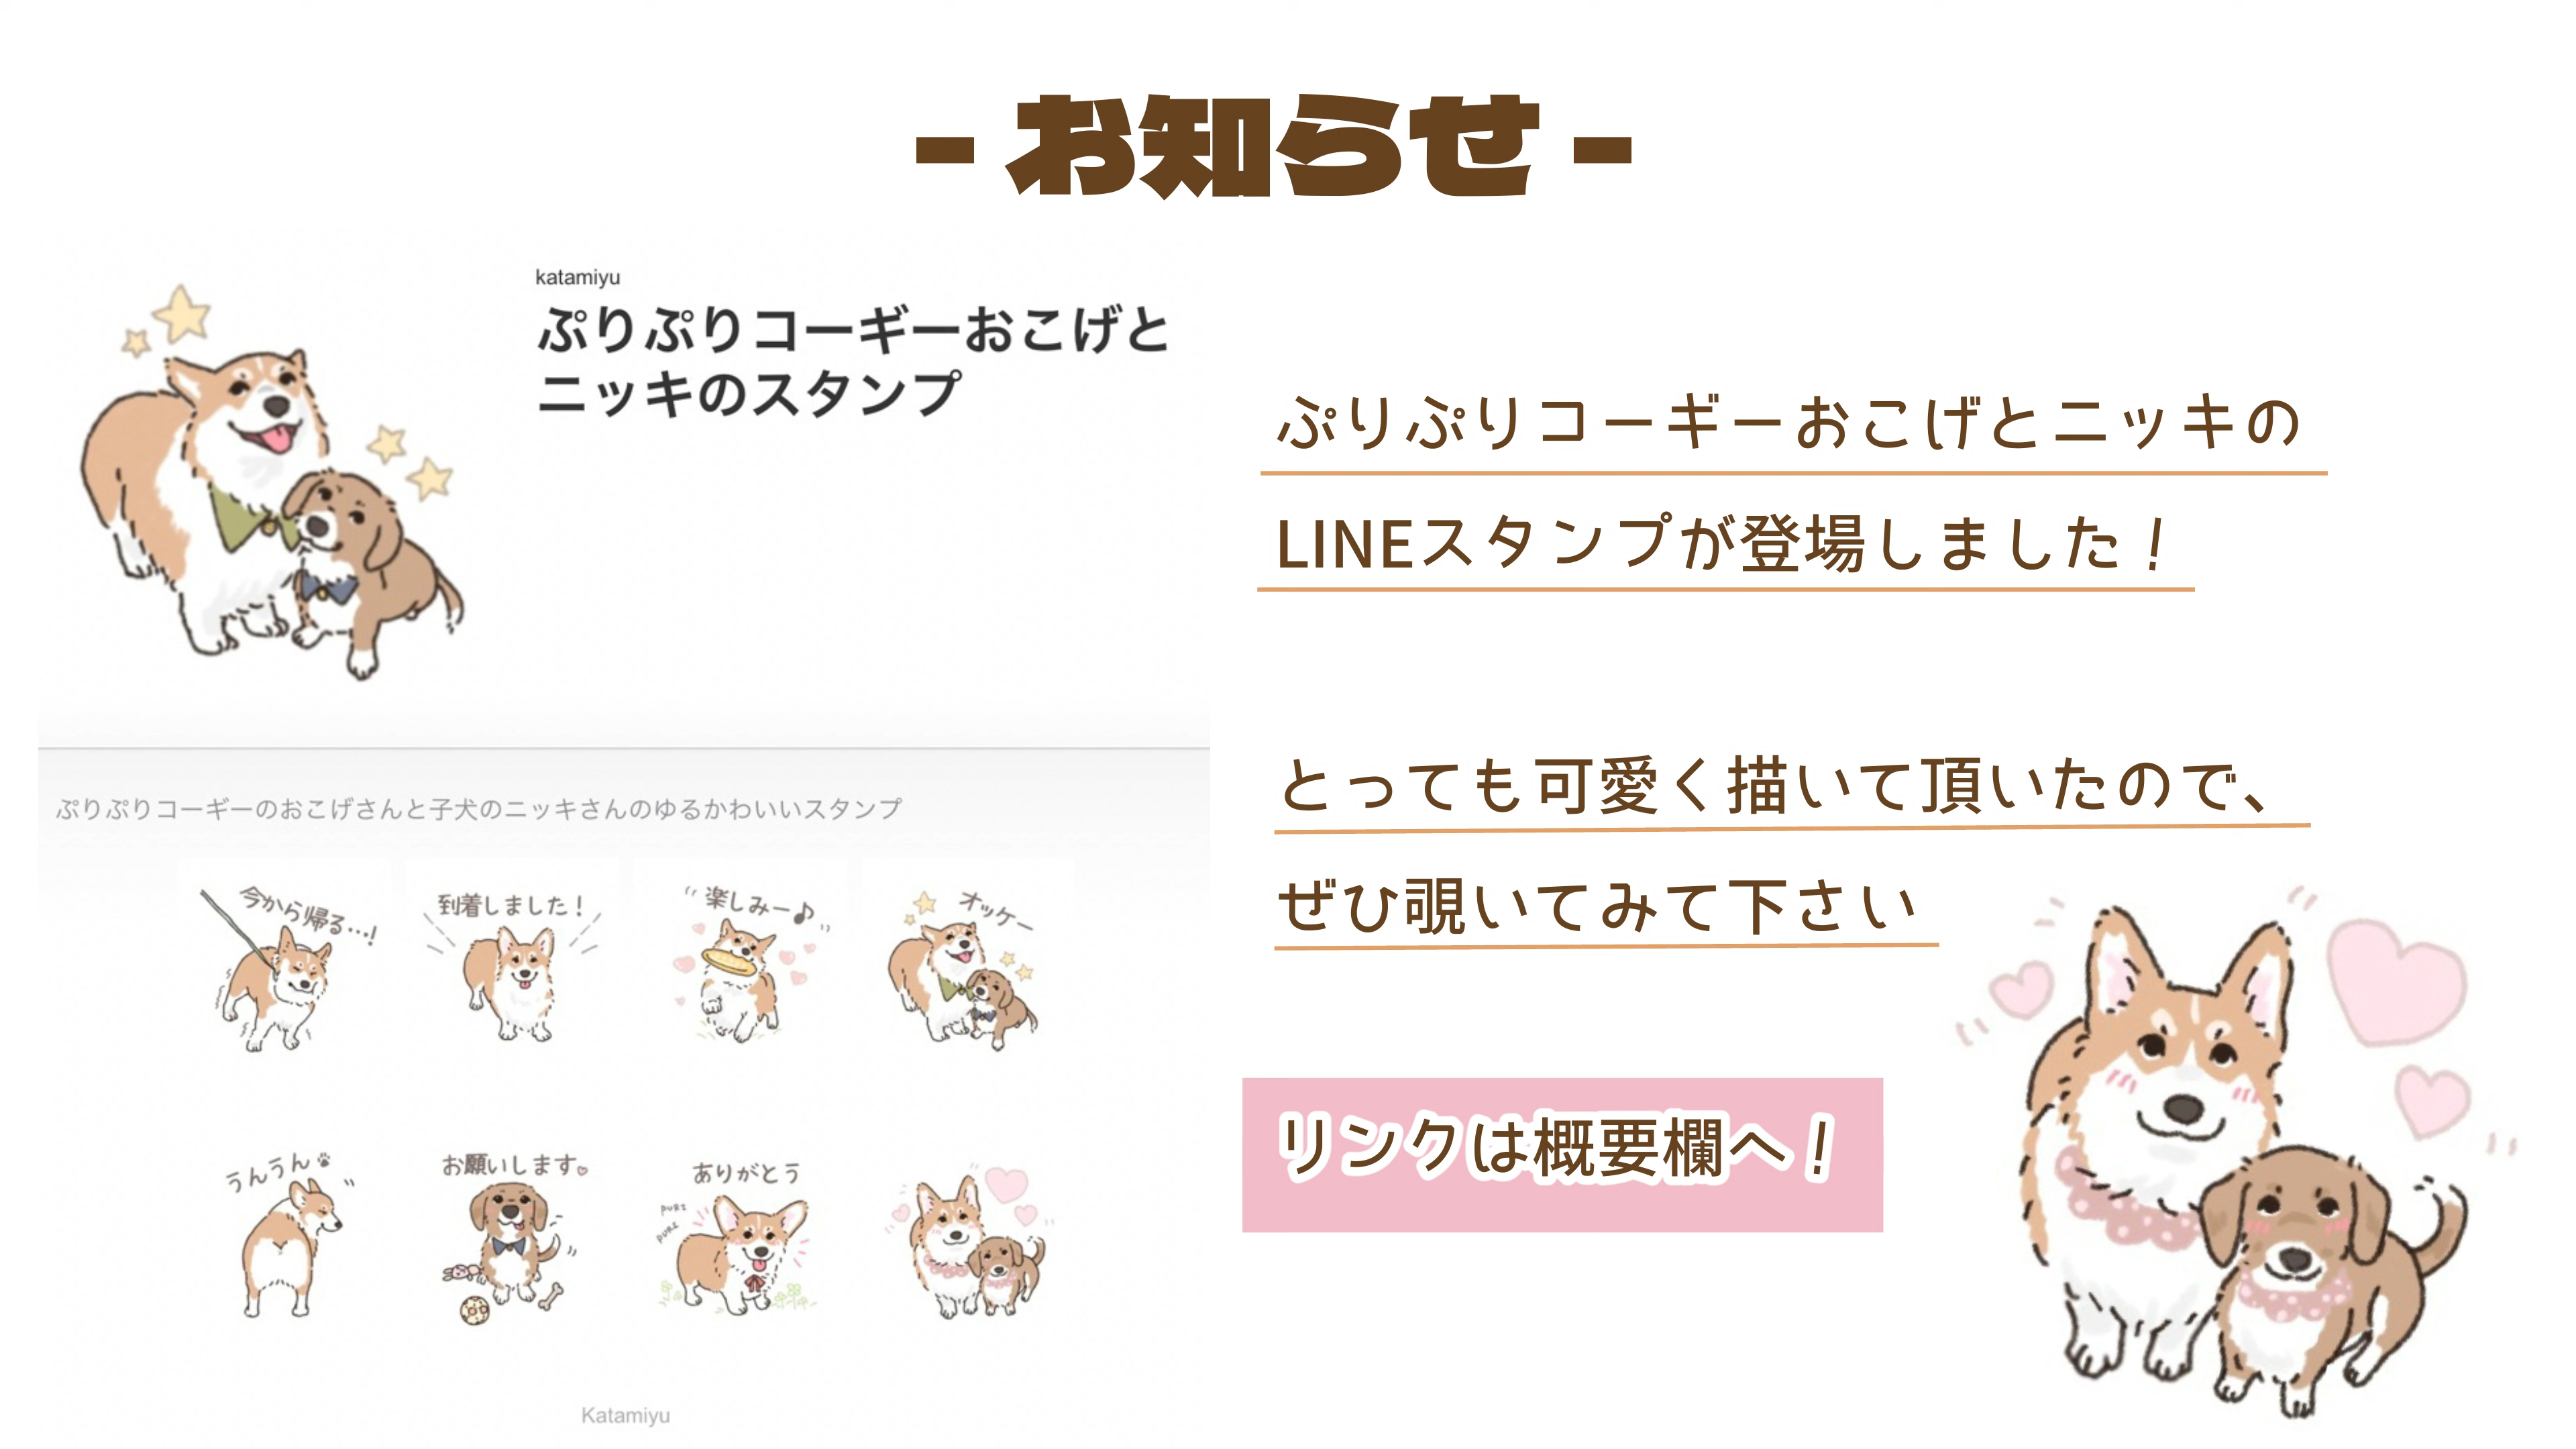 - お知らせ -
katamiyu
ぷりぷりコーギーおこげと
ニッキのスタンプ
ぷりぷりコーギーのおこげさんと子犬のニッキさんのゆるかわいいスタンプ
今から帰る…!
到着しました!
楽しみー♪
オッケー
うんうん
お願いします。
ありがとう
PURI
PURI
Katamiyu
ぷりぷりコーギーおこげとニッキの
LINEスタンプが登場しました!
とっても可愛く描いて頂いたので、
ぜひ覗いてみて下さい
リンクは概要欄へ!